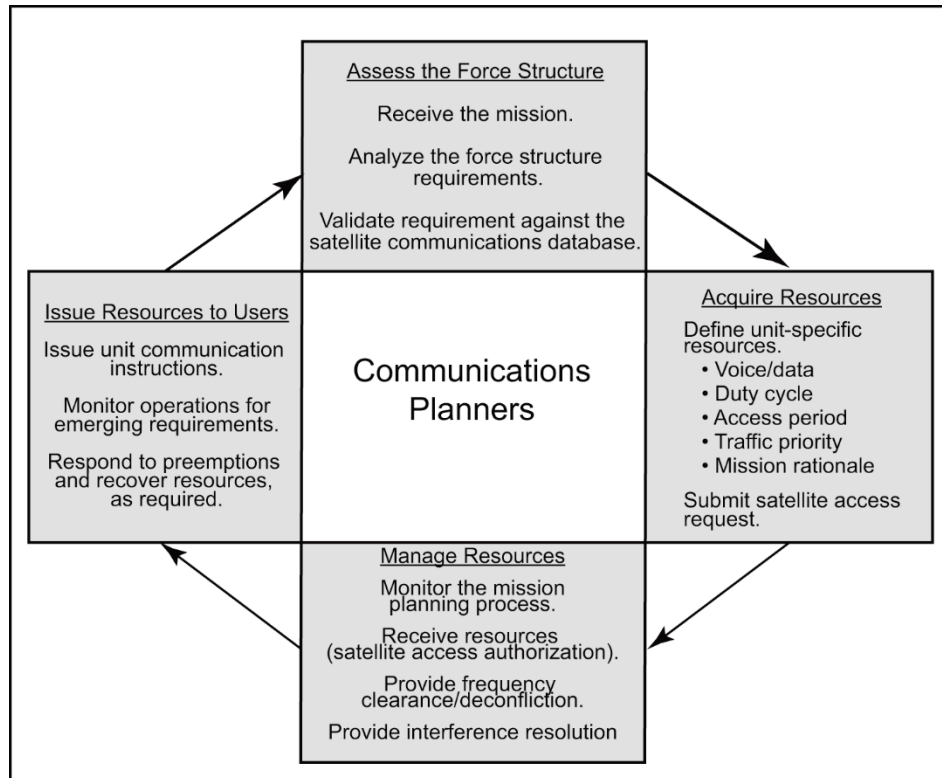 Assess the Force Structure
Receive the mission.
Analyze the force structure
requirements.
Validate requirement against the
satellite communications database.
Issue Resources to Users
Issue unit communication
instructions.
Monitor operations for
emerging requirements.
Respond to preemptions
and recover resources,
as required.
Communications
Planners
Acquire Resources
Define unit-specific
resources.
• Voice/data
• Duty cycle
• Access period
• Traffic priority
• Mission rationale
Submit satellite access
request.
Manage Resources
Monitor the mission
planning process.
Receive resources
(satellite access authorization).
Provide frequency
clearance/deconfliction.
Provide interference resolution